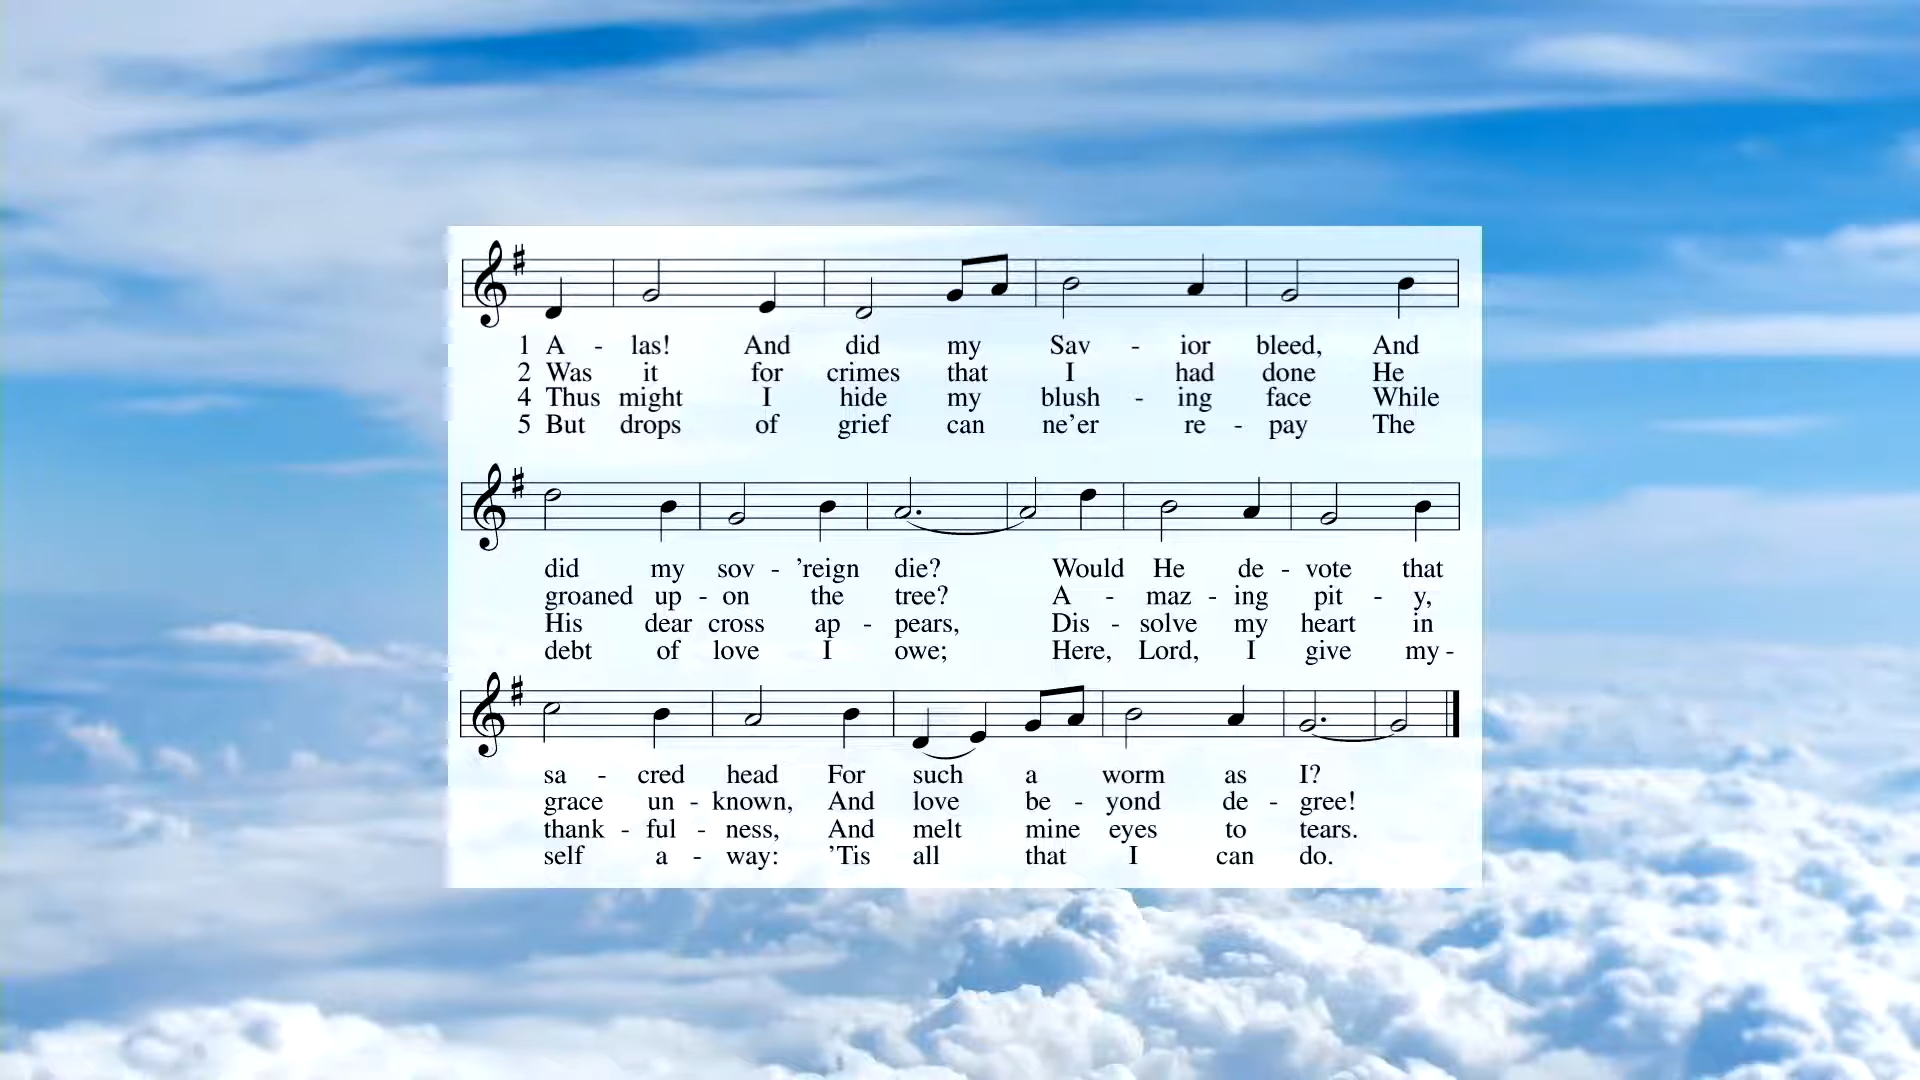 1 A - las! And did my Sav - ior bleed, And
2 Was it for crimes that I had done He
4 Thus might I hide my blush - ing face While
5 But drops of grief can ne'er re - pay The
did my sov - 'reign die? Would He de - vote that
groaned up - on the tree? A - maz - ing pit - y,
His dear cross ap - pears, Dis - solve my heart in
debt of love I owe; Here, Lord, I give my -
sa - cred head For such a worm as I?
grace un - known, And love be - yond de - gree!
thank - ful - ness, And melt mine eyes to tears.
self a - way: 'Tis all that I can do.